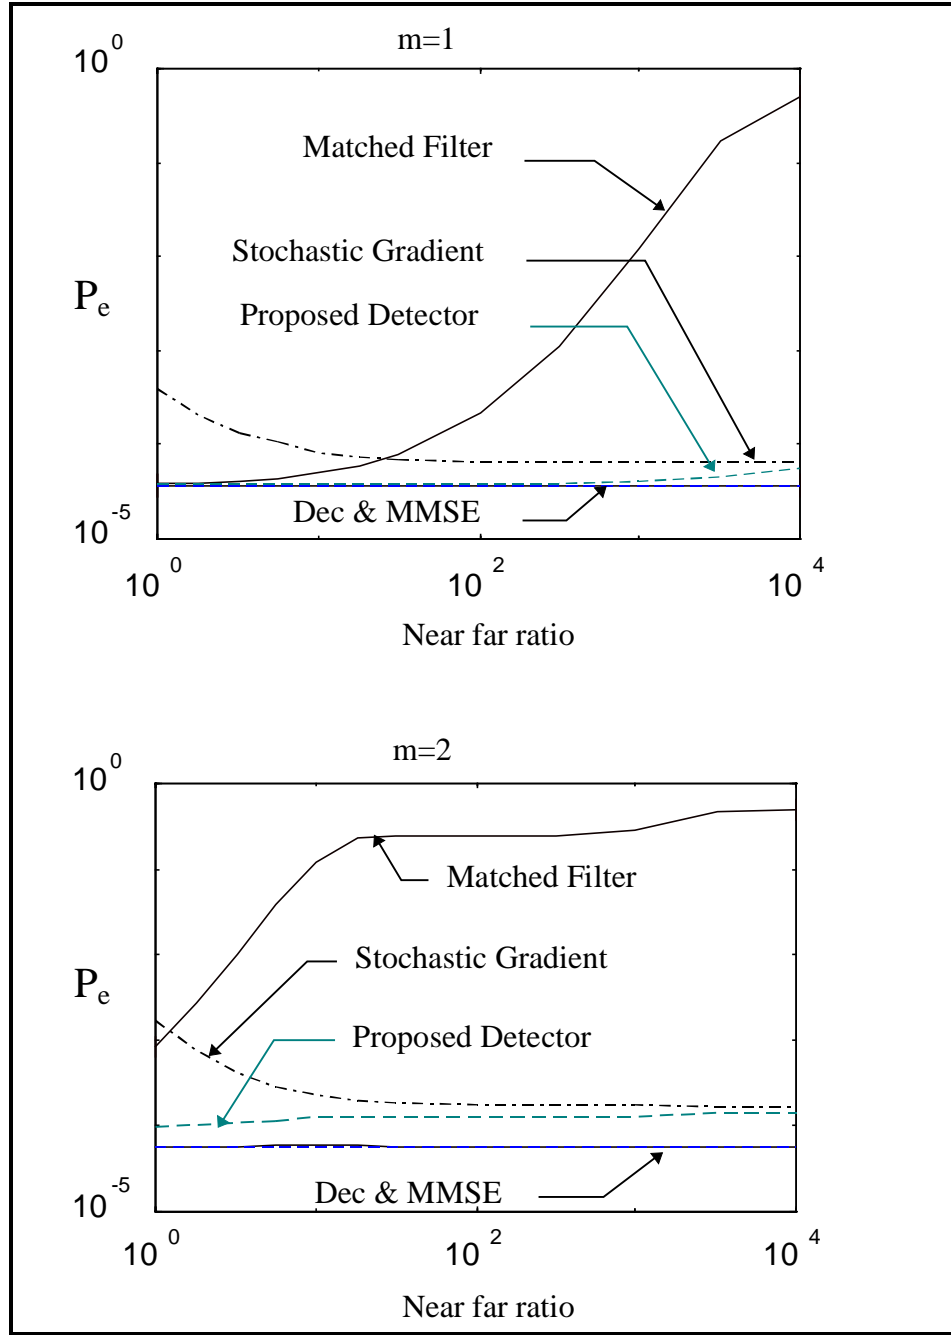 m=1
10^0
Matched Filter
Stochastic Gradient
P_e
Proposed Detector
Dec & MMSE
10^-5
10^0 10^2 10^4
Near far ratio
m=2
10^0
Matched Filter
Stochastic Gradient
P_e
Proposed Detector
Dec & MMSE
10^-5
10^0 10^2 10^4
Near far ratio